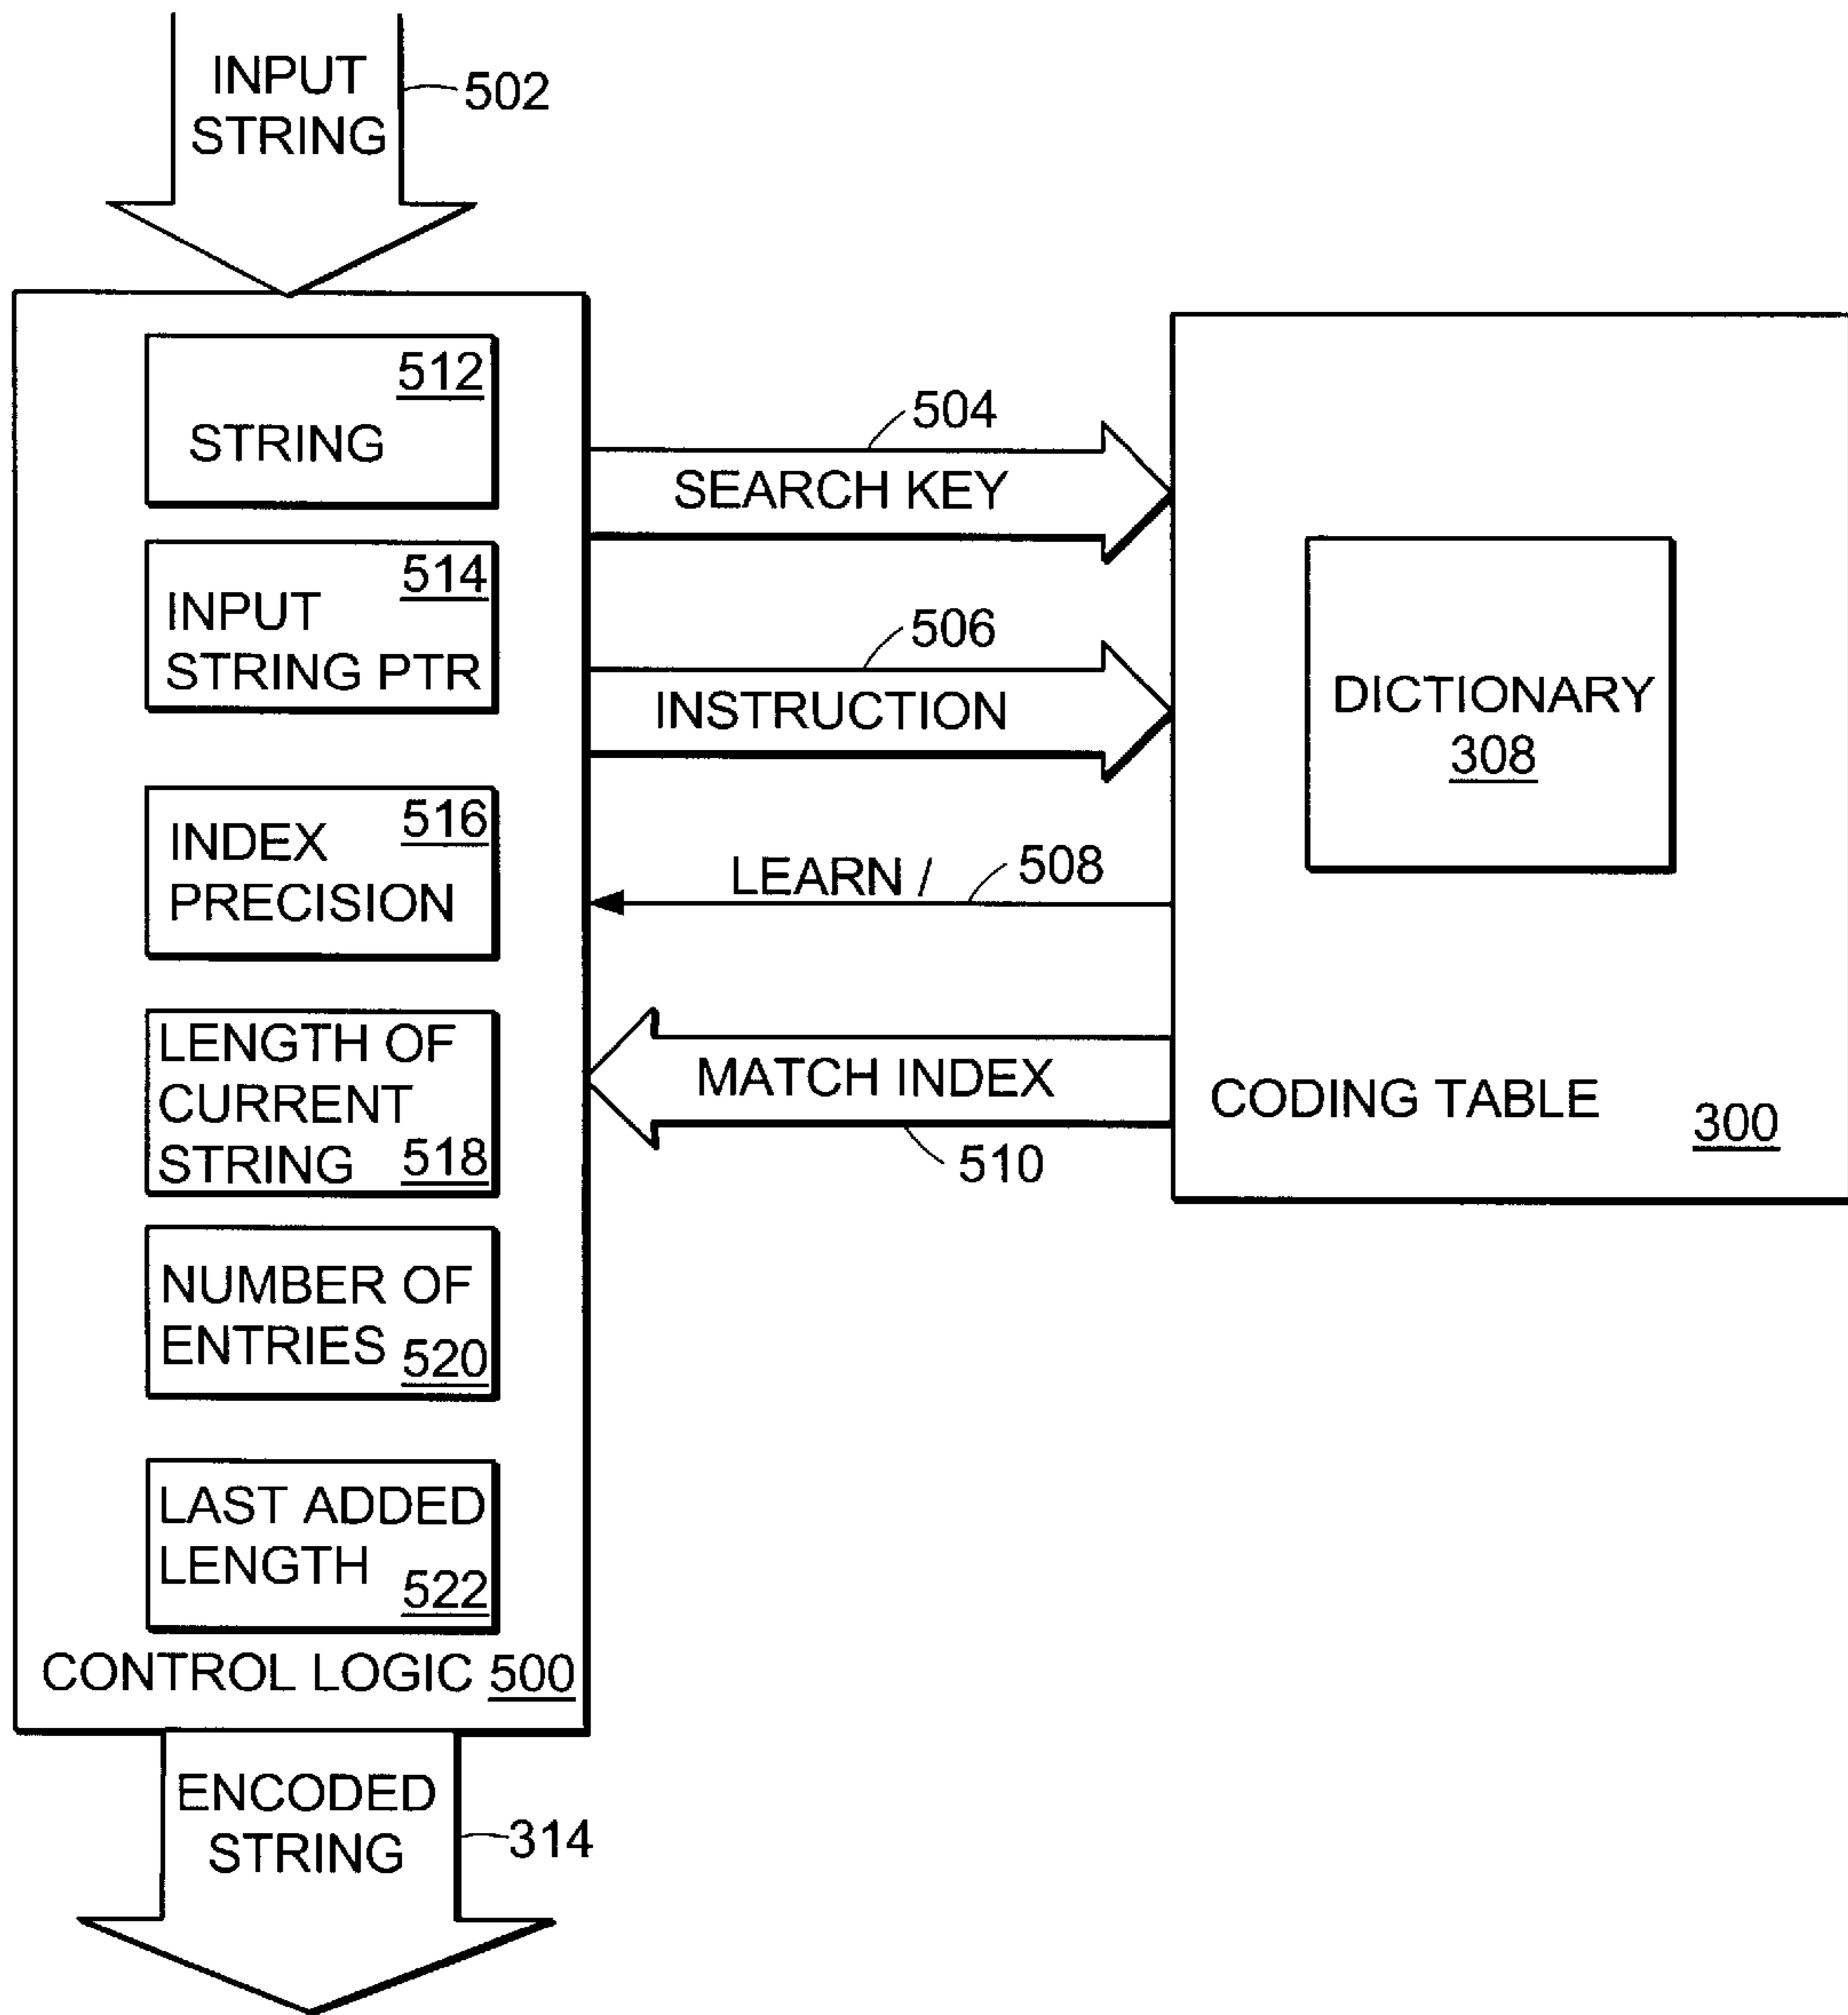 INPUT
STRING
502
512
STRING
514
INPUT
STRING PTR
516
INDEX
PRECISION
LENGTH OF
CURRENT
STRING 518
NUMBER OF
ENTRIES 520
LAST ADDED
LENGTH 522
CONTROL LOGIC 500
504
SEARCH KEY
506
INSTRUCTION
LEARN / 508
MATCH INDEX
510
DICTIONARY
308
CODING TABLE 300
ENCODED
STRING
314